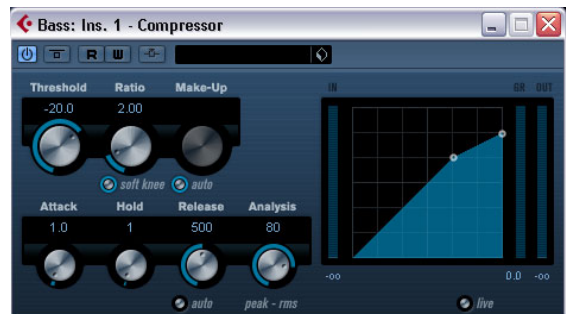 Bass: Ins. 1 - Compressor
R W
Threshold Ratio Make-Up
-20.0 2.00
soft knee auto
Attack Hold Release Analysis
1.0 1 500 80
auto peak - rms
IN GR OUT
-oo 0.0 -oo
live